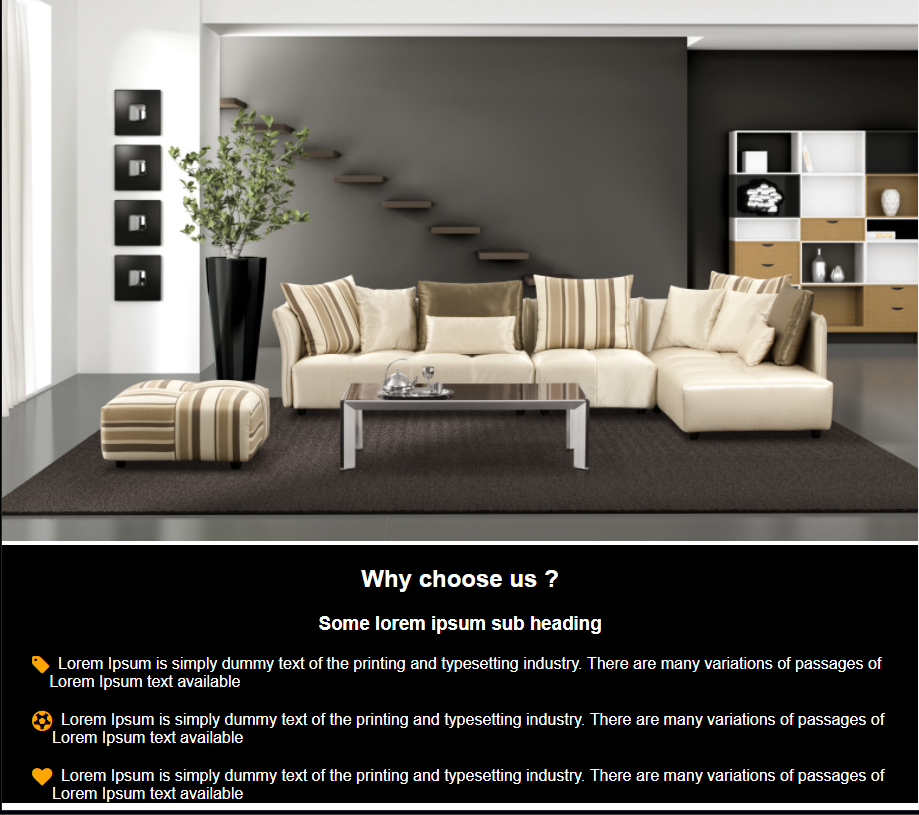 Why choose us ?
Some lorem ipsum sub heading
Lorem Ipsum is simply dummy text of the printing and typesetting industry. There are many variations of passages of
Lorem Ipsum text available
Lorem Ipsum is simply dummy text of the printing and typesetting industry. There are many variations of passages of
Lorem Ipsum text available
Lorem Ipsum is simply dummy text of the printing and typesetting industry. There are many variations of passages of
Lorem Ipsum text available